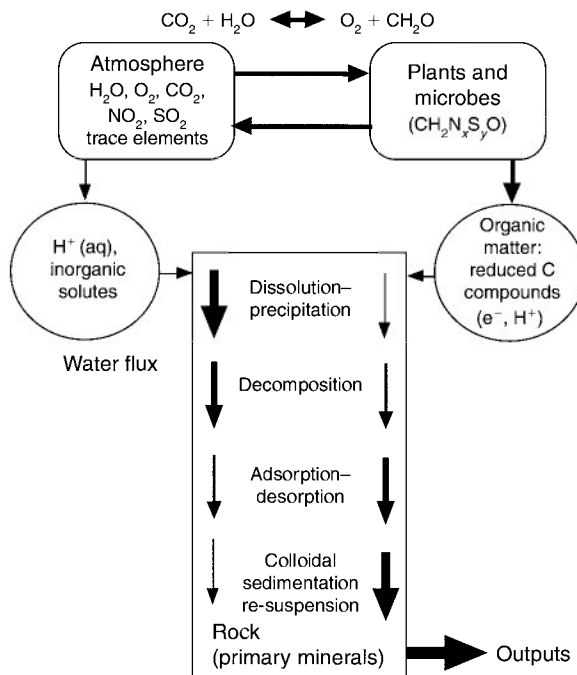 CO₂ + H₂O ↔ O₂ + CH₂O
Atmosphere
H₂O, O₂, CO₂,
NO₂, SO₂
trace elements
Plants and
microbes
(CH₂NₓSᵧO)
H⁺ (aq),
inorganic
solutes
Organic
matter:
reduced C
compounds
(e⁻, H⁺)
Water flux
Dissolution–
precipitation
Decomposition
Adsorption–
desorption
Colloidal
sedimentation
re-suspension
Rock
(primary minerals)
Outputs